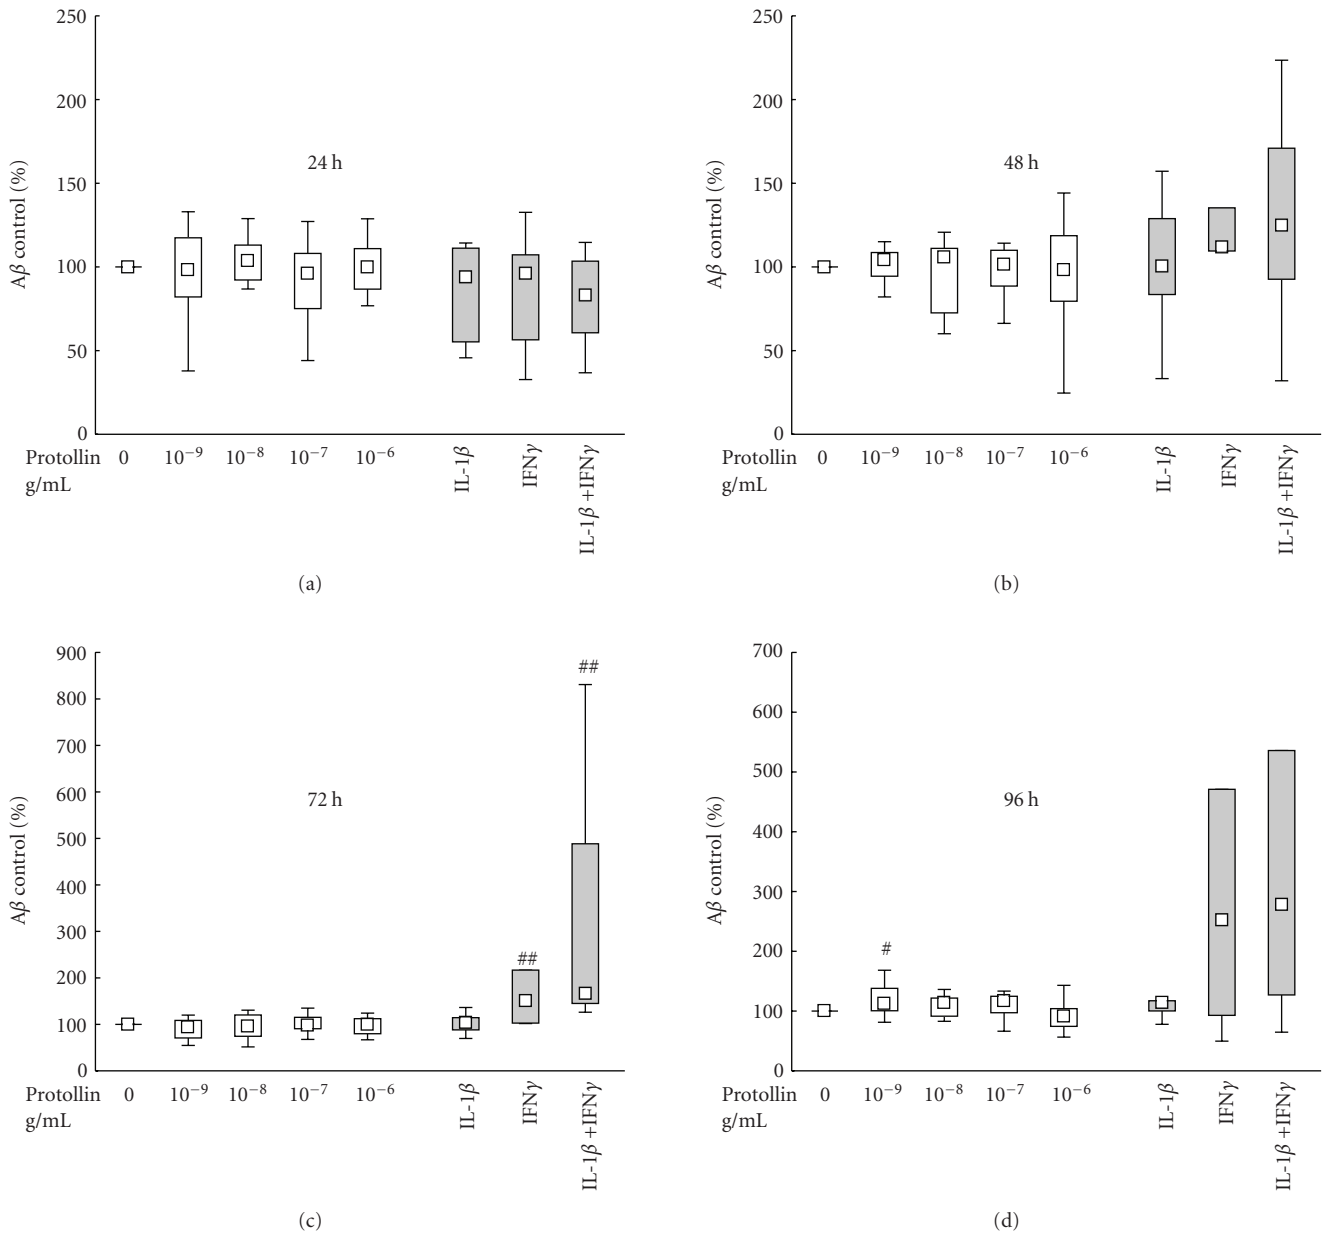 250
200
150
100
50
0
Aβ control (%)
24 h
Protollin 0 10−9 10−8 10−7 10−6 IL-1β IFNγ IL-1β +IFNγ
g/mL
(a)
250
200
150
100
50
0
Aβ control (%)
48 h
Protollin 0 10−9 10−8 10−7 10−6 IL-1β IFNγ IL-1β +IFNγ
g/mL
(b)
900
800
700
600
500
400
300
200
100
0
Aβ control (%)
72 h
##
##
Protollin 0 10−9 10−8 10−7 10−6 IL-1β IFNγ IL-1β +IFNγ
g/mL
(c)
700
600
500
400
300
200
100
0
Aβ control (%)
96 h
#
Protollin 0 10−9 10−8 10−7 10−6 IL-1β IFNγ IL-1β +IFNγ
g/mL
(d)